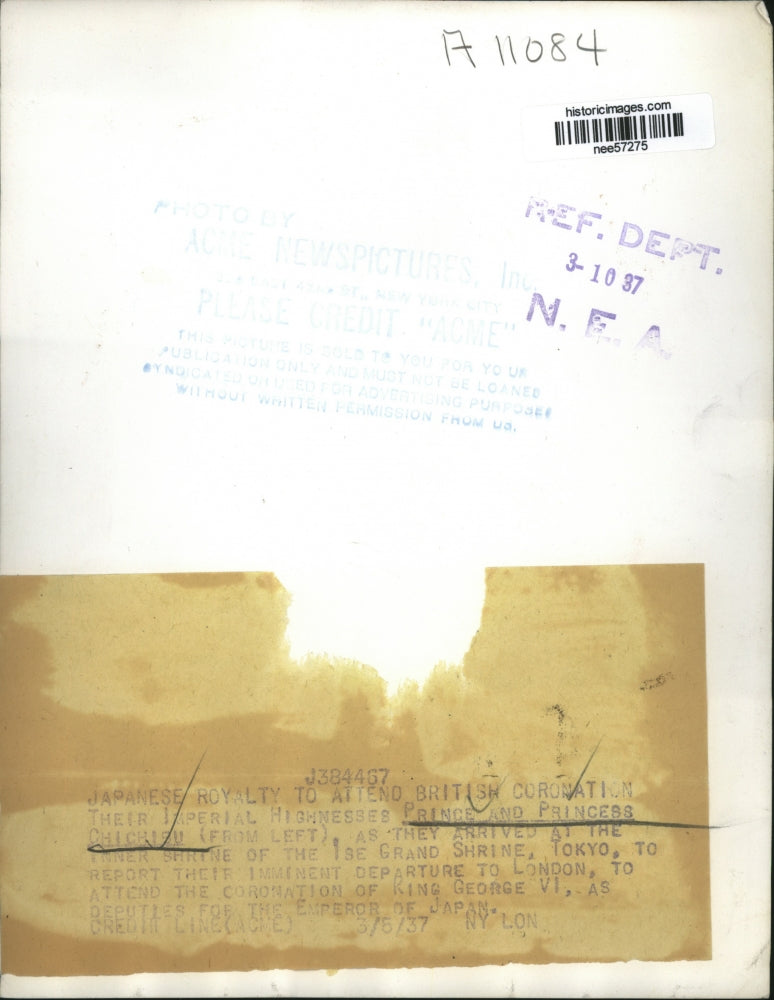 A 11084
historicimages.com
nee57275
REF. DEPT.
3-10 37
N. E. A.
PHOTO BY
ACME NEWSPICTURES, Inc.
EAST 42ND ST., NEW YORK CITY
PLEASE CREDIT "ACME"
THIS PICTURE IS SOLD TO YOU FOR YOUR
PUBLICATION ONLY AND MUST NOT BE LOANED
SYNDICATED OR USED FOR ADVERTISING PURPOSES
WITHOUT WRITTEN PERMISSION FROM US.
J384467
JAPANESE ROYALTY TO ATTEND BRITISH CORONATION
THEIR IMPERIAL HIGHNESSES PRINCE AND PRINCESS
CHICHIBU (FROM LEFT), AS THEY ARRIVED AT THE
INNER SHRINE OF THE ISE GRAND SHRINE, TOKYO, TO
REPORT THEIR IMMINENT DEPARTURE TO LONDON, TO
ATTEND THE CORONATION OF KING GEORGE VI, AS
DEPUTIES FOR THE EMPEROR OF JAPAN.
CREDIT LINE(ACME) 3/5/37 NY LON